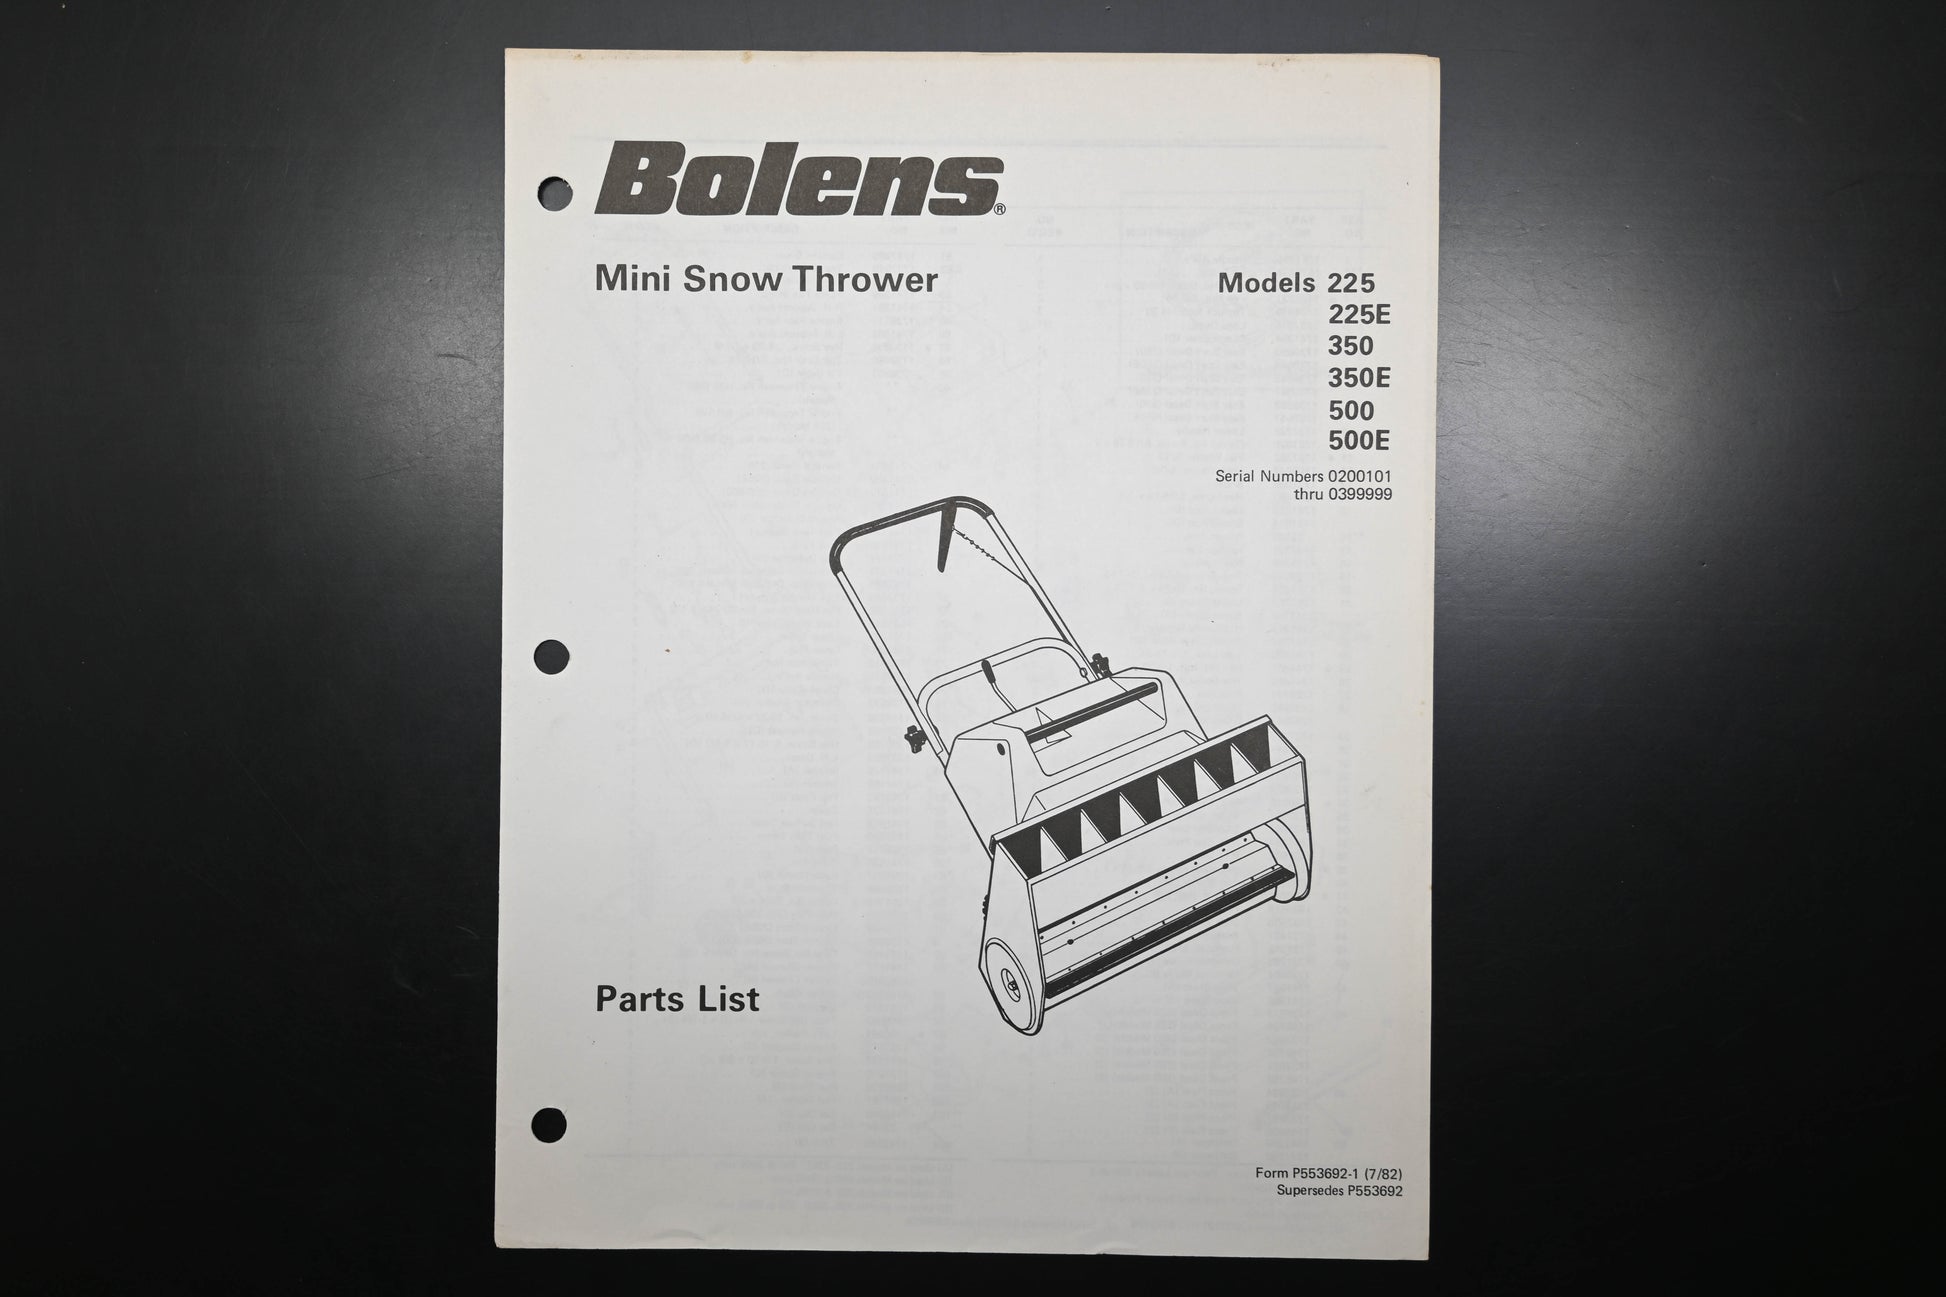 Bolens®
Mini Snow Thrower
Models 225
225E
350
350E
500
500E
Serial Numbers 0200101
thru 0399999
Parts List
Form P553692-1 (7/82)
Supersedes P553692